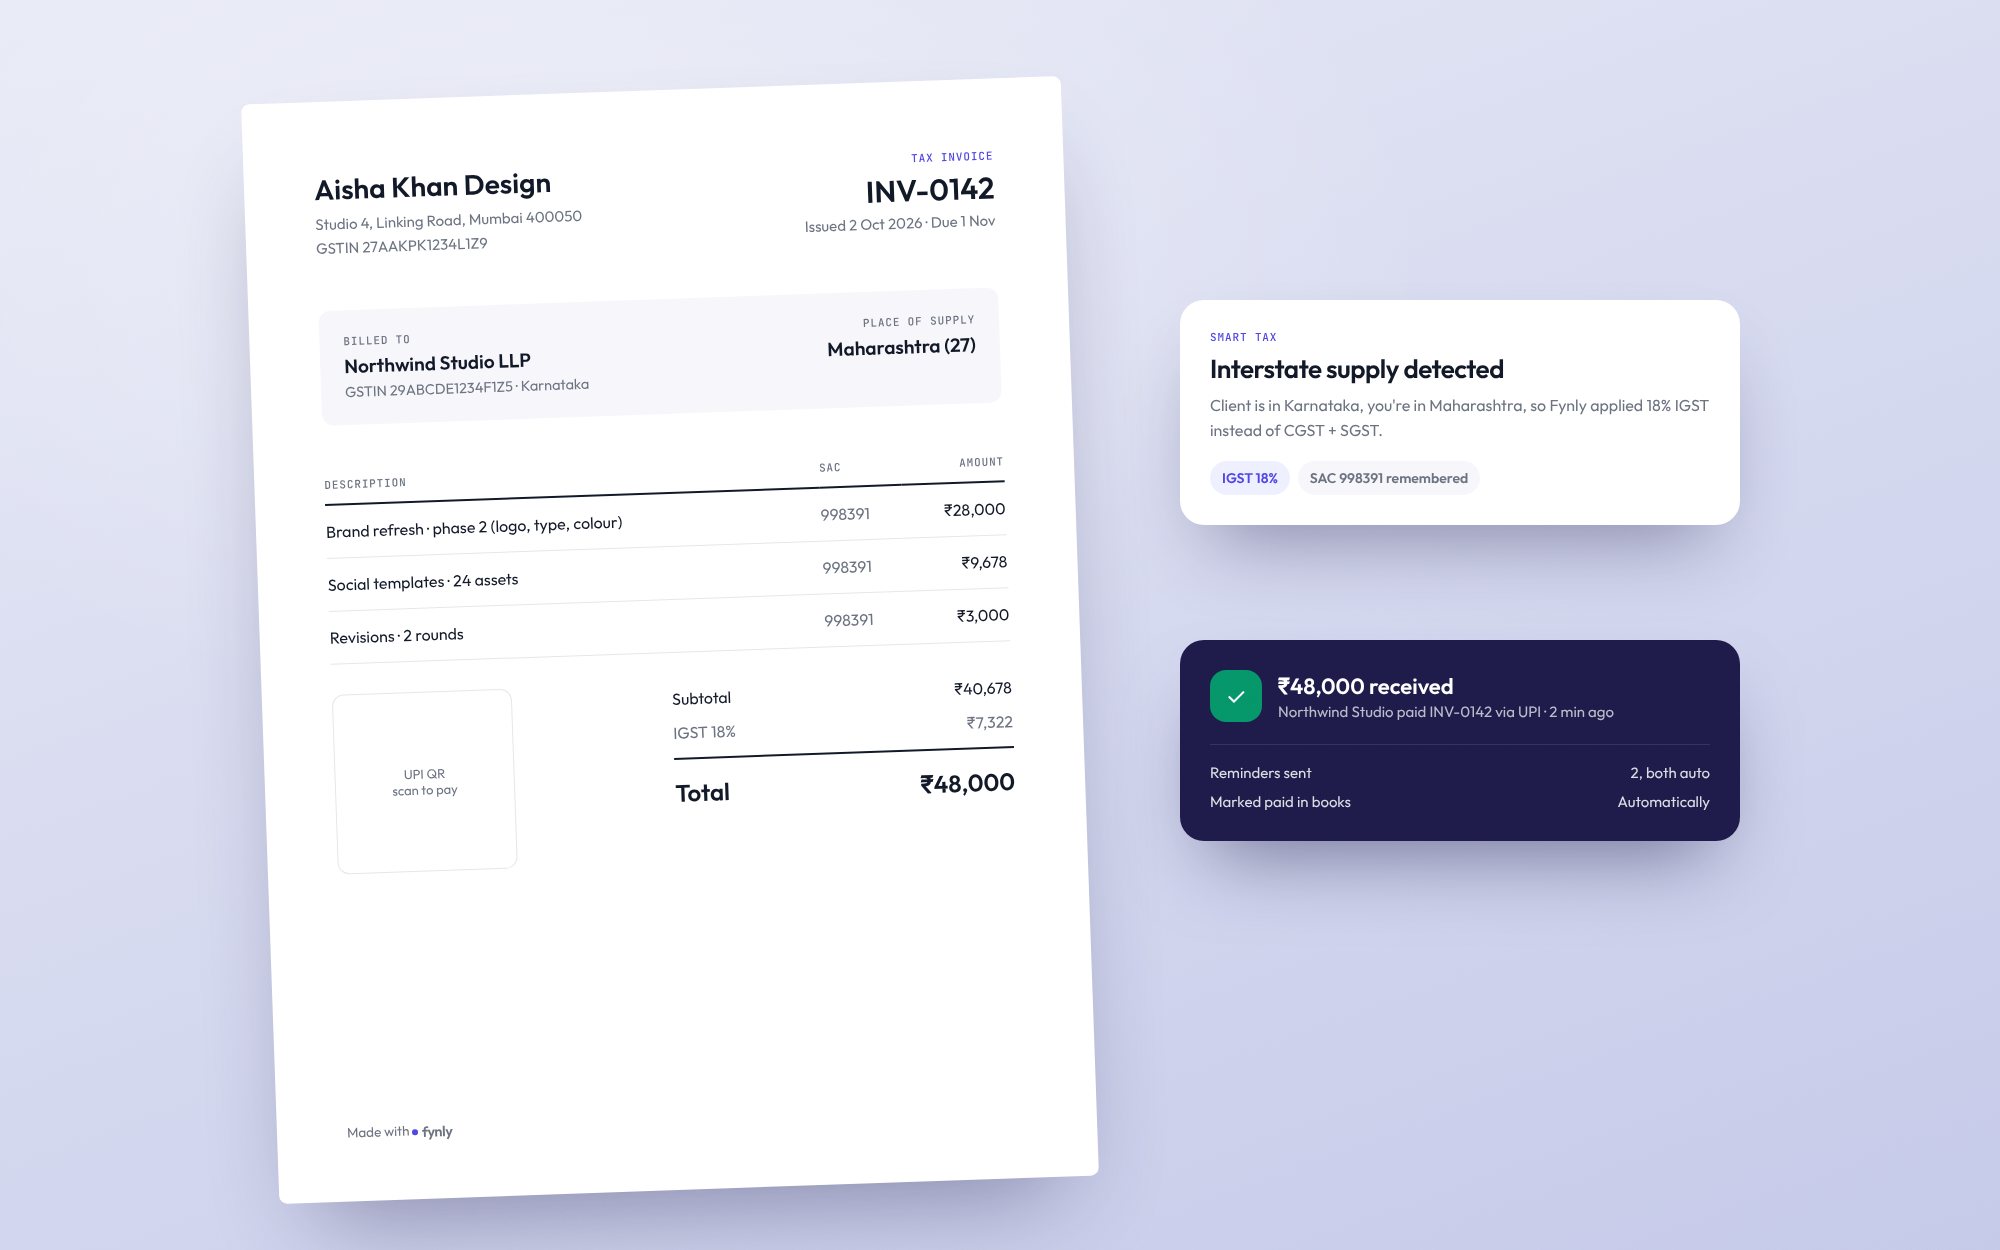 Aisha Khan Design
Studio 4, Linking Road, Mumbai 400050
GSTIN 27AAKPK1234L1Z9
TAX INVOICE
INV-0142
Issued 2 Oct 2026 · Due 1 Nov
BILLED TO
Northwind Studio LLP
GSTIN 29ABCDE1234F1Z5 · Karnataka
PLACE OF SUPPLY
Maharashtra (27)
DESCRIPTION SAC AMOUNT
Brand refresh · phase 2 (logo, type, colour) 998391 ₹28,000
Social templates · 24 assets 998391 ₹9,678
Revisions · 2 rounds 998391 ₹3,000
UPI QR
scan to pay
Subtotal ₹40,678
IGST 18% ₹7,322
Total ₹48,000
Made with • fynly
SMART TAX
Interstate supply detected
Client is in Karnataka, you're in Maharashtra, so Fynly applied 18% IGST
instead of CGST + SGST.
IGST 18% SAC 998391 remembered
₹48,000 received
Northwind Studio paid INV-0142 via UPI · 2 min ago
Reminders sent 2, both auto
Marked paid in books Automatically